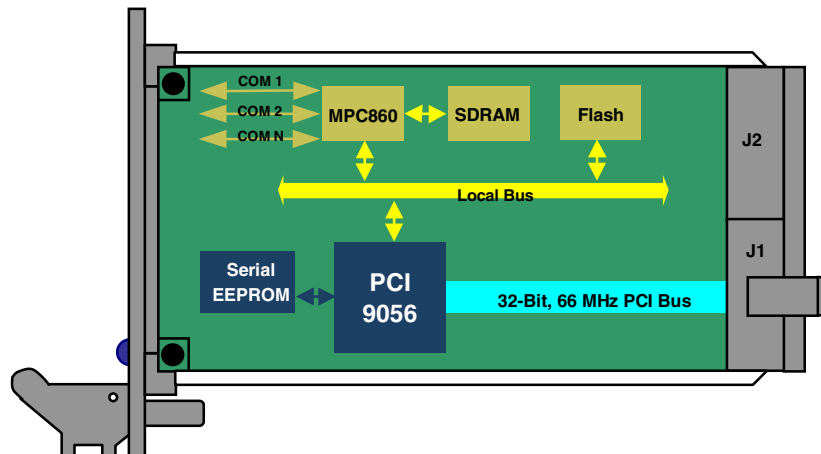 COM 1
COM 2
COM N
MPC860
SDRAM
Flash
J2
Local Bus
J1
Serial
EEPROM
PCI
9056
32-Bit, 66 MHz PCI Bus